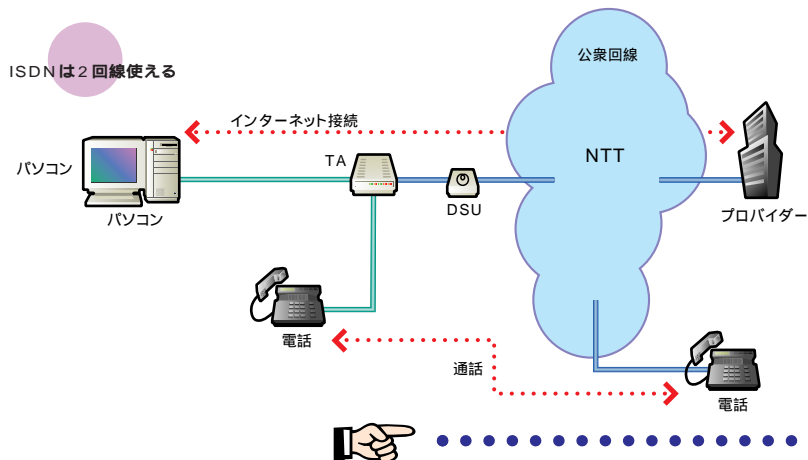 ISDNは2回線使える
公衆回線
インターネット接続
パソコン
TA
NTT
パソコン
DSU
プロバイダー
電話
通話
電話